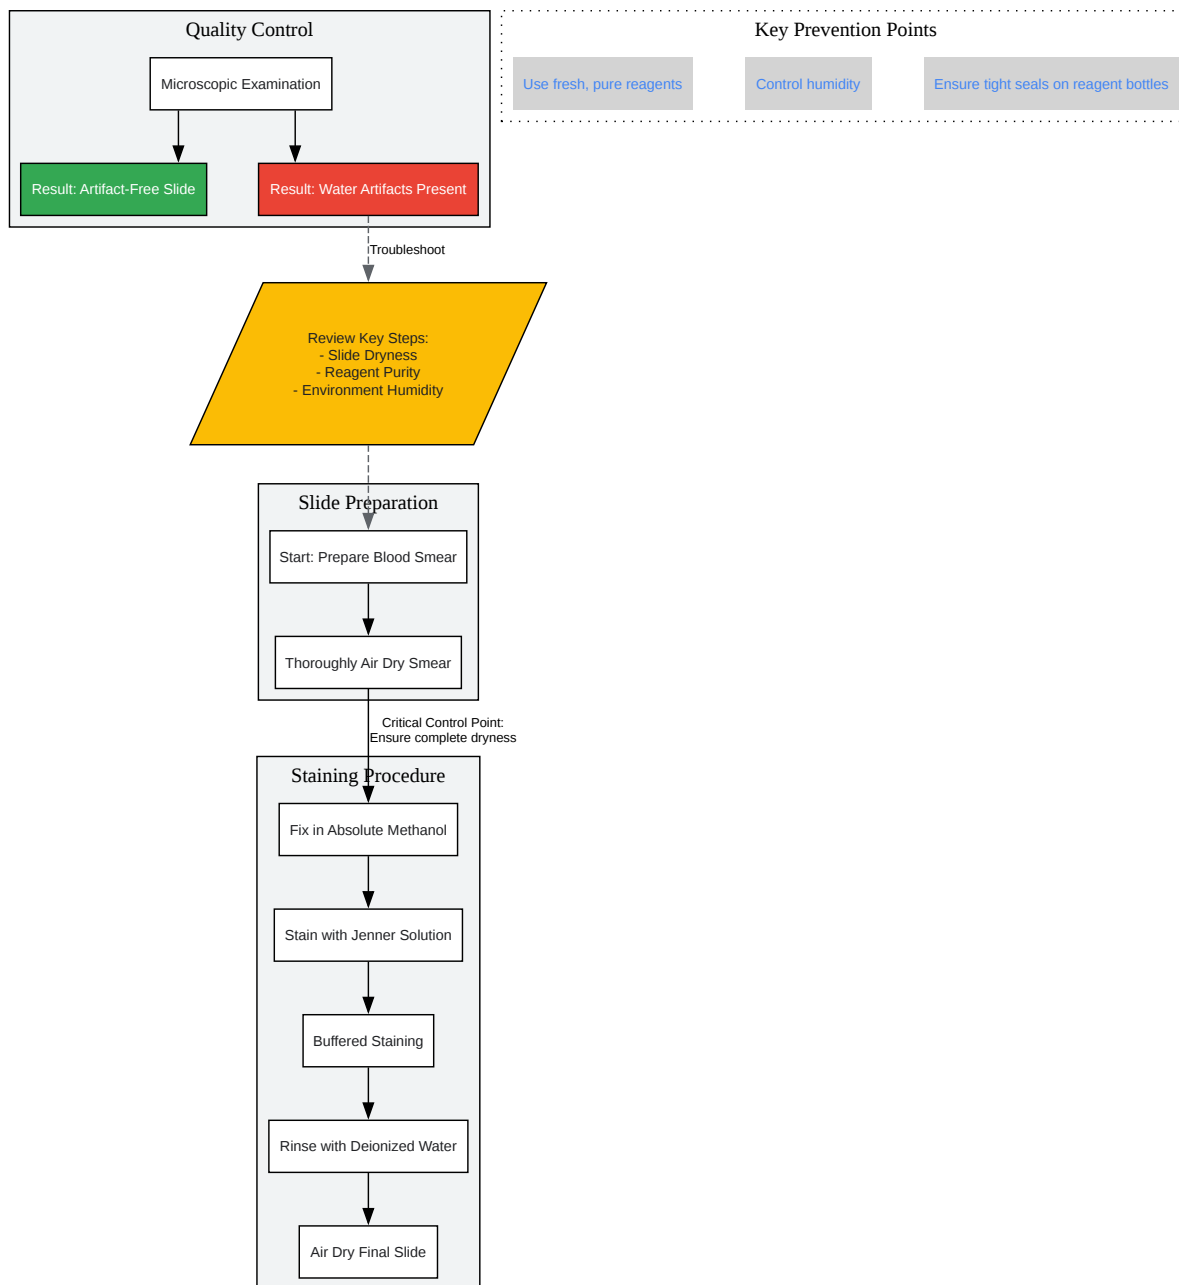 Quality Control
Microscopic Examination
Result: Artifact-Free Slide
Result: Water Artifacts Present
Key Prevention Points
Use fresh, pure reagents
Control humidity
Ensure tight seals on reagent bottles
Troubleshoot
Review Key Steps:
- Slide Dryness
- Reagent Purity
- Environment Humidity
Slide Preparation
Start: Prepare Blood Smear
Thoroughly Air Dry Smear
Critical Control Point:
Ensure complete dryness
Staining Procedure
Fix in Absolute Methanol
Stain with Jenner Solution
Buffered Staining
Rinse with Deionized Water
Air Dry Final Slide